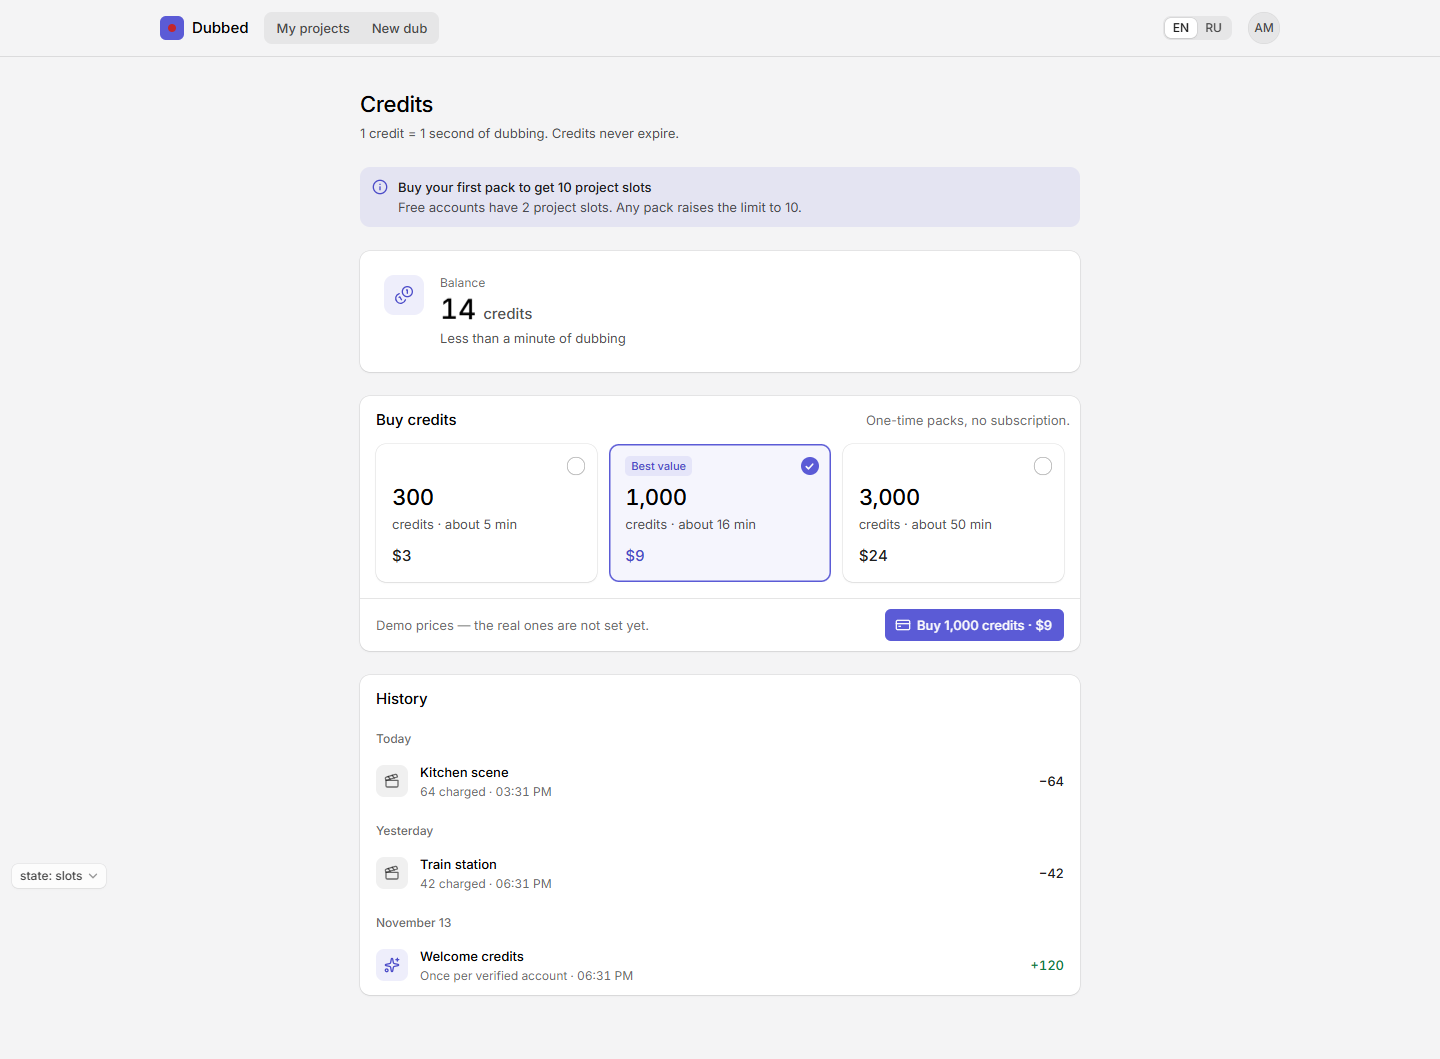 Dubbed
My projects
New dub
EN
RU
AM
Credits
1 credit = 1 second of dubbing. Credits never expire.
Buy your first pack to get 10 project slots
Free accounts have 2 project slots. Any pack raises the limit to 10.
Balance
14 credits
Less than a minute of dubbing
Buy credits
One-time packs, no subscription.
300
credits · about 5 min
$3
Best value
1,000
credits · about 16 min
$9
3,000
credits · about 50 min
$24
Demo prices — the real ones are not set yet.
Buy 1,000 credits · $9
History
Today
Kitchen scene
64 charged · 03:31 PM
−64
Yesterday
Train station
42 charged · 06:31 PM
−42
November 13
Welcome credits
Once per verified account · 06:31 PM
+120
state: slots